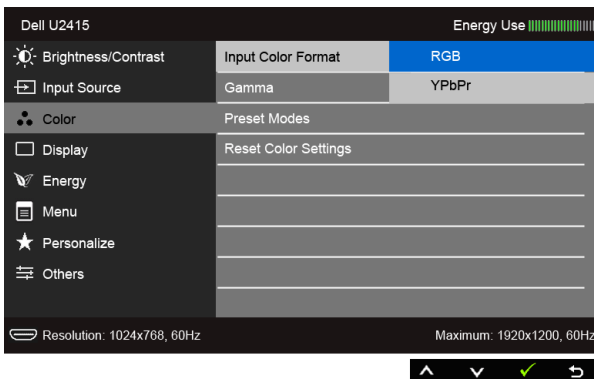 Dell U2415 Energy Use
Brightness/Contrast Input Color Format RGB
Input Source Gamma YPbPr
Color Preset Modes
Display Reset Color Settings
Energy
Menu
Personalize
Others
Resolution: 1024x768, 60Hz Maximum: 1920x1200, 60Hz